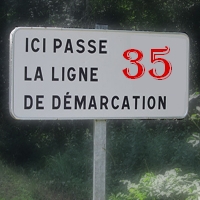 ICI PASSE 35
LA LIGNE
DE DÉMARCATION